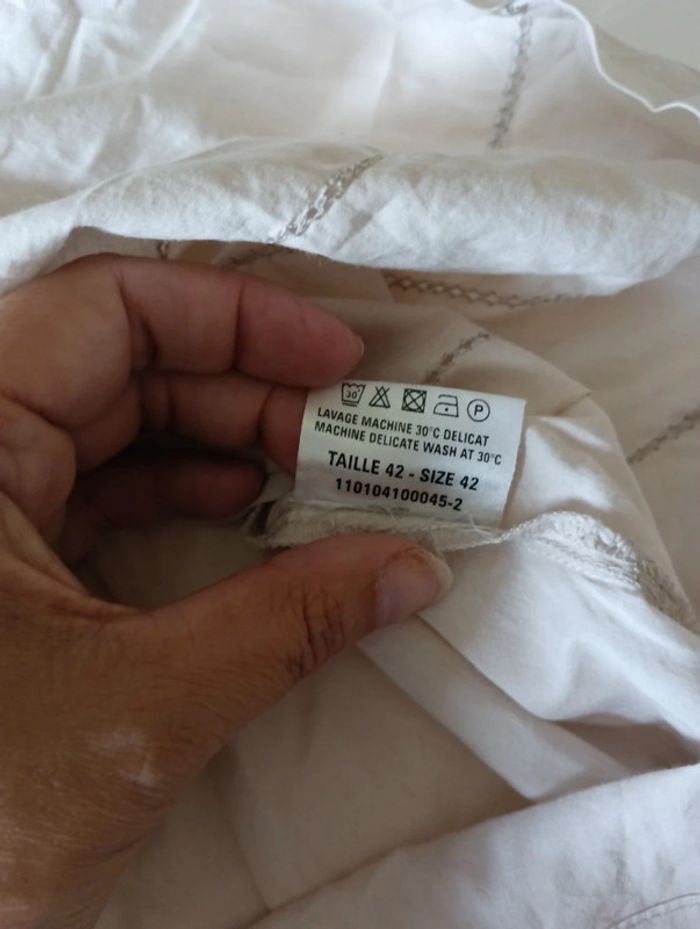 30°
P
LAVAGE MACHINE 30°C DELICAT
MACHINE DELICATE WASH AT 30°C
TAILLE 42 - SIZE 42
110104100045-2